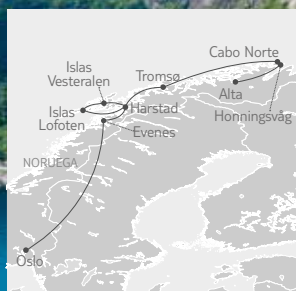 Cabo Norte
Islas
Vesteralen
Tromsø
Alta
Islas
Lofoten
Harstad
Honningsvåg
Evenes
NORUEGA
Oslo